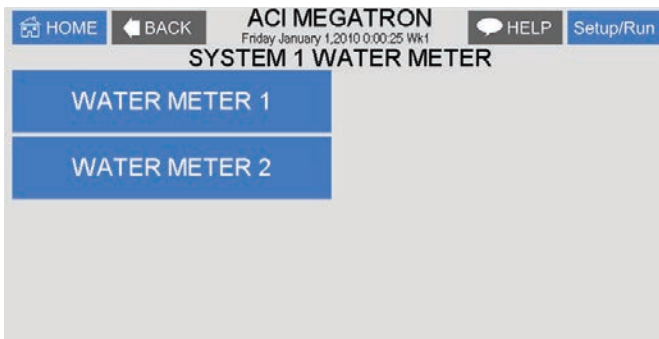 HOME BACK ACI MEGATRON HELP Setup/Run
Friday January 1,2010 0:00:25 Wk1
SYSTEM 1 WATER METER
WATER METER 1
WATER METER 2